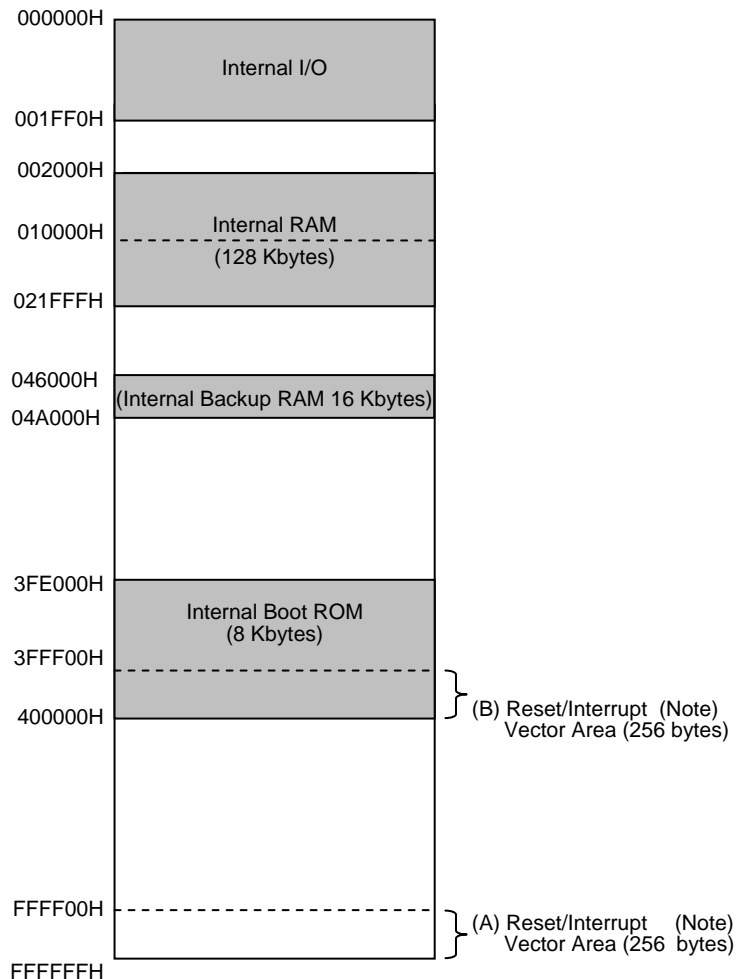 000000H
Internal I/O
001FF0H
002000H
Internal RAM
010000H
(128 Kbytes)
021FFFH
046000H
(Internal Backup RAM 16 Kbytes)
04A000H
3FE000H
Internal Boot ROM
(8 Kbytes)
3FFF00H
(B) Reset/Interrupt (Note)
400000H
Vector Area (256 bytes)
FFFF00H
(A) Reset/Interrupt (Note)
Vector Area (256 bytes)
FFFFFFH